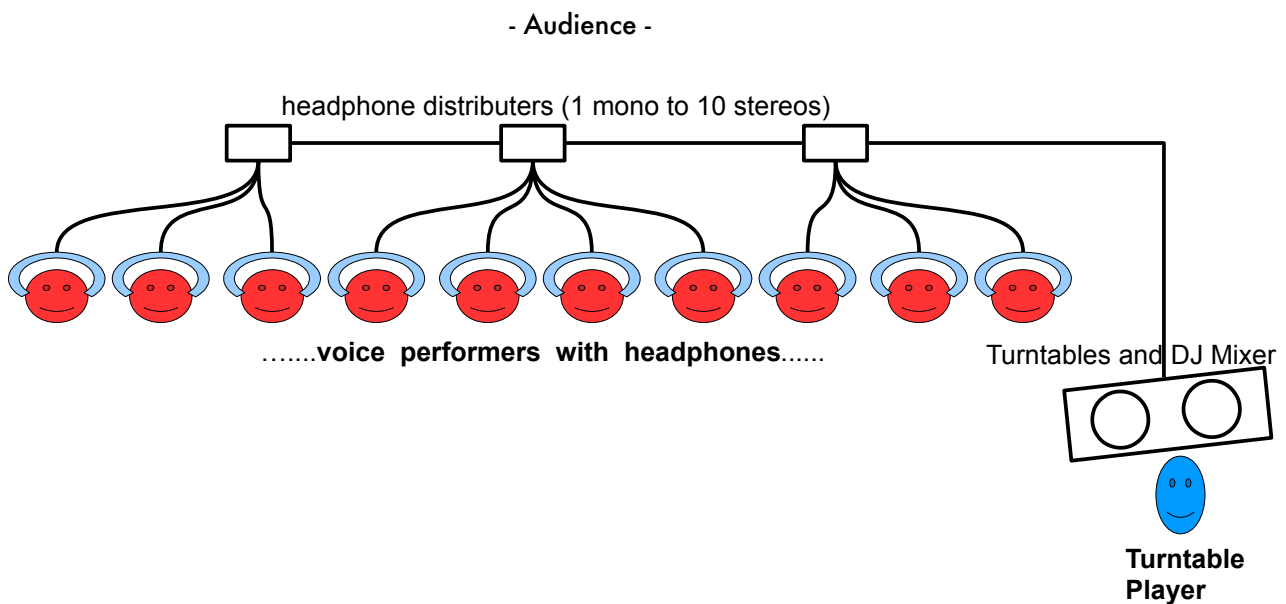 - Audience -
headphone distributers (1 mono to 10 stereos)
…....voice performers with headphones......
Turntables and DJ Mixer
Turntable
Player